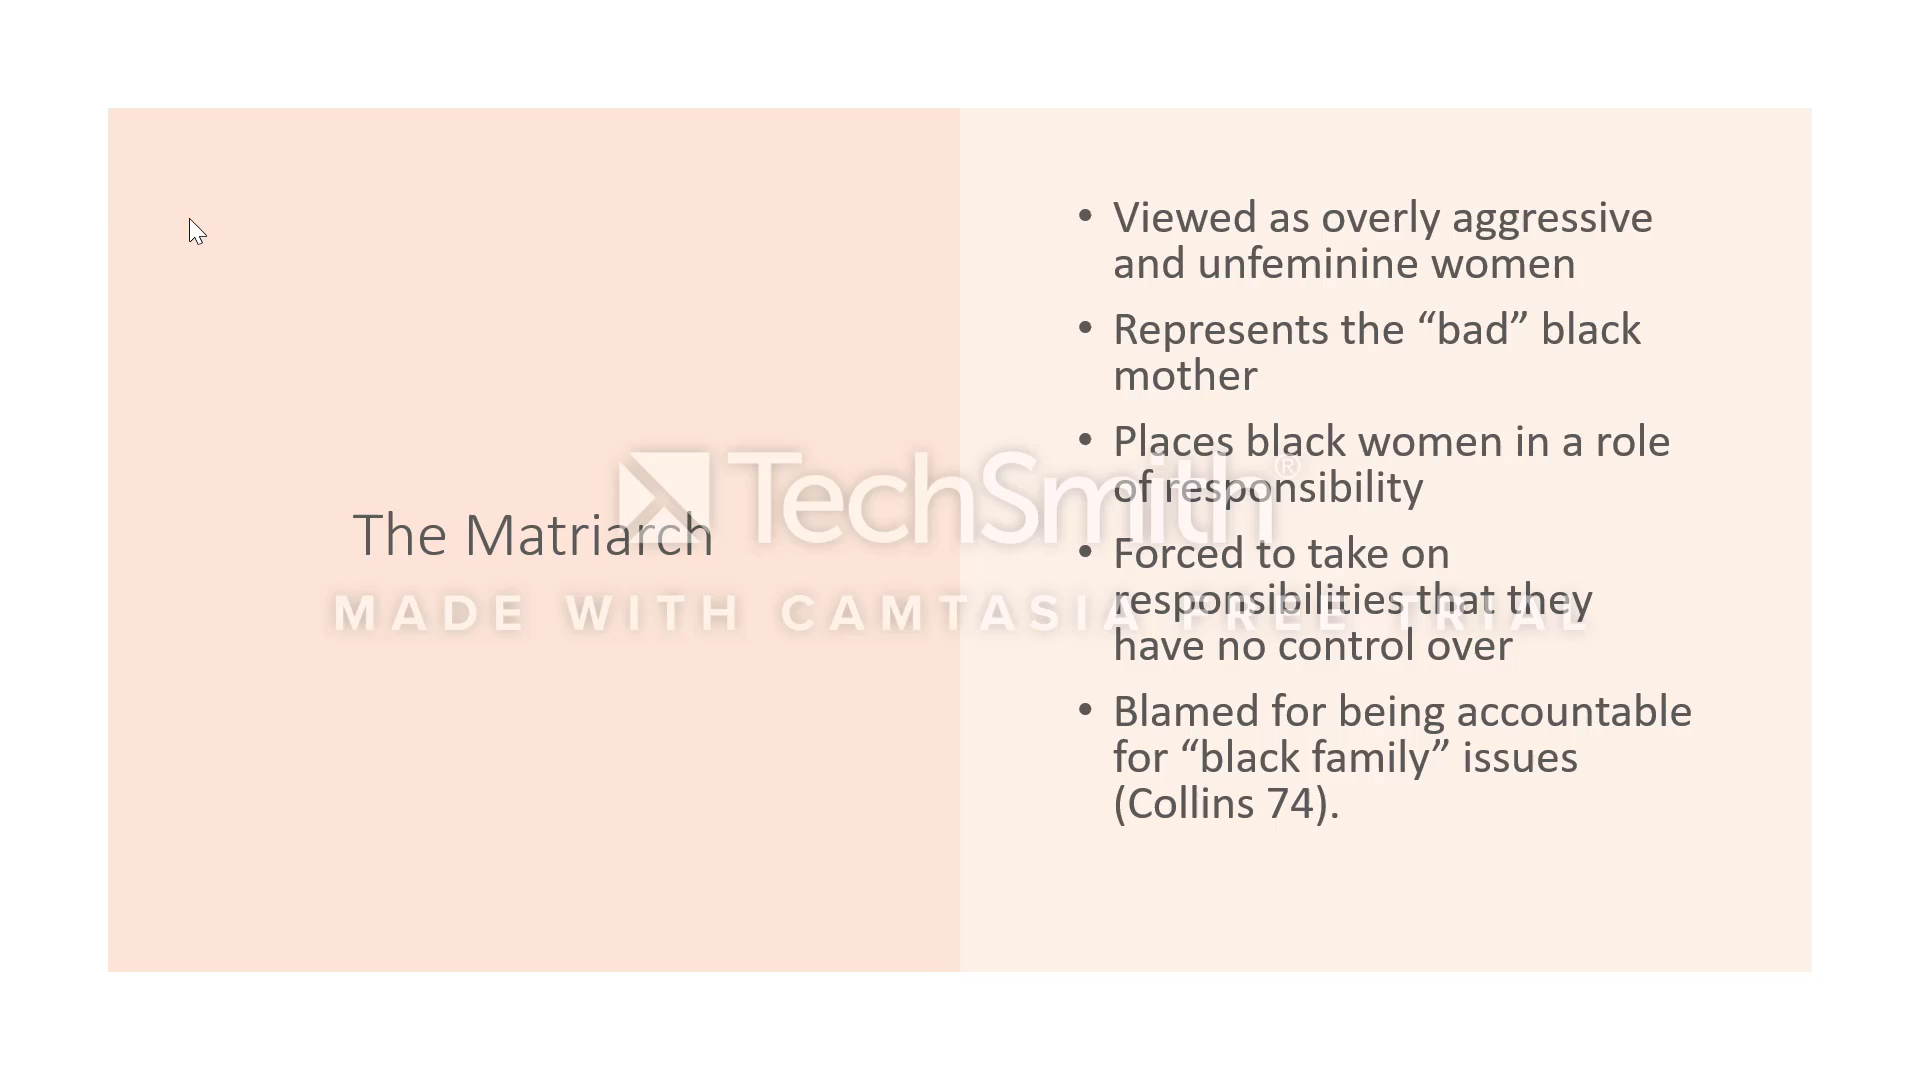 The Matriarch
• Viewed as overly aggressive
and unfeminine women
• Represents the “bad” black
mother
• Places black women in a role
of responsibility
• Forced to take on
responsibilities that they
have no control over
• Blamed for being accountable
for “black family” issues
(Collins 74).
TechSmith®
MADE WITH CAMTASIA FREE TRIAL